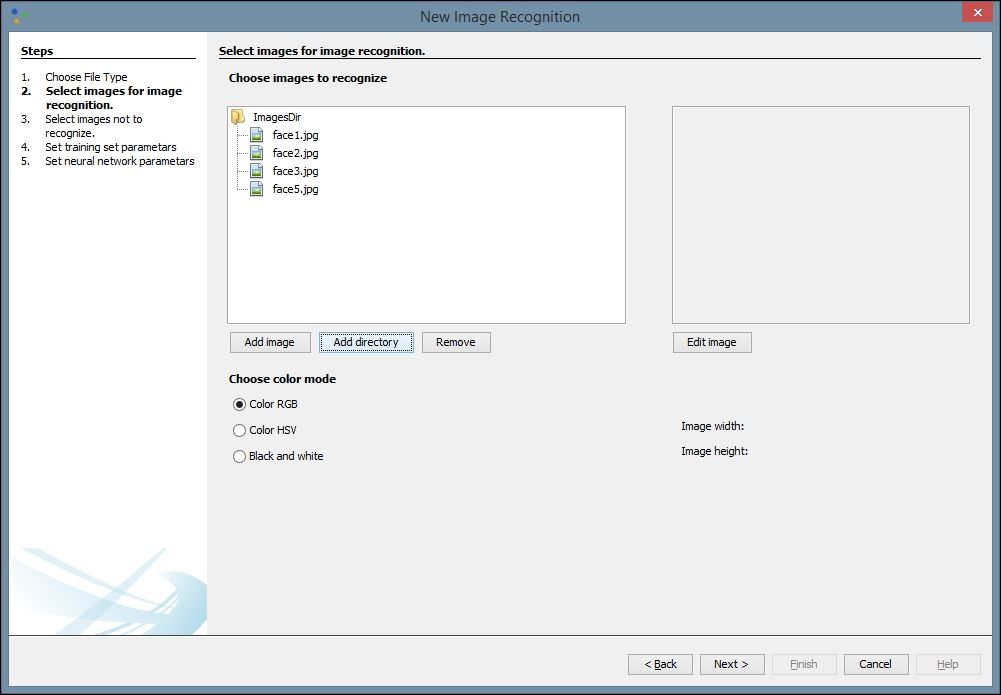 New Image Recognition
Steps
1. Choose File Type
2. Select images for image
recognition.
3. Select images not to
recognize.
4. Set training set parametars
5. Set neural network parametars
Select images for image recognition.
Choose images to recognize
ImagesDir
face1.jpg
face2.jpg
face3.jpg
face5.jpg
Add image Add directory Remove
Edit image
Choose color mode
Color RGB
Color HSV
Black and white
Image width:
Image height:
< Back Next > Finish Cancel Help